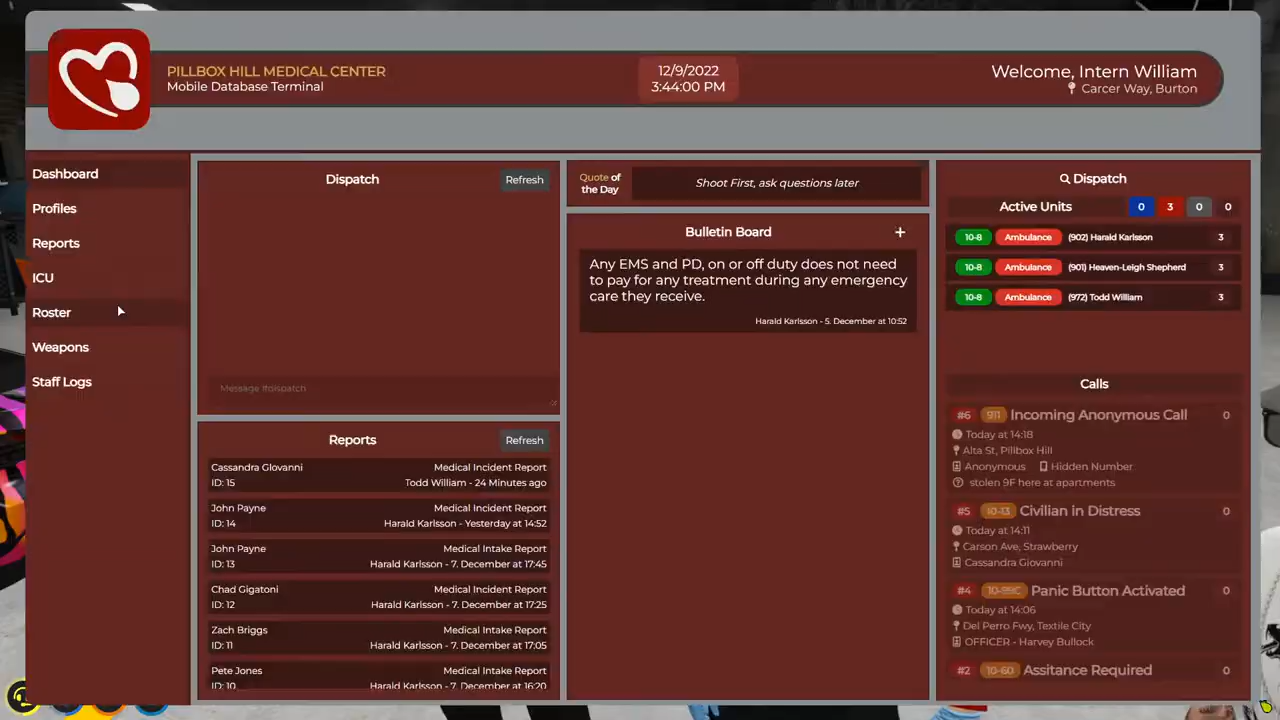 PILLBOX HILL MEDICAL CENTER
Mobile Database Terminal
12/9/2022
3:44:00 PM
Welcome, Intern William
Carcer Way, Burton
Dashboard
Profiles
Reports
ICU
Roster
Weapons
Staff Logs
Dispatch
Refresh
Message #dispatch
Reports
Refresh
Cassandra Giovanni Medical Incident Report
ID: 15 Todd William - 24 Minutes ago
John Payne Medical Incident Report
ID: 14 Harald Karlsson - Yesterday at 14:52
John Payne Medical Intake Report
ID: 13 Harald Karlsson - 7. December at 17:45
Chad Gigatoni Medical Incident Report
ID: 12 Harald Karlsson - 7. December at 17:25
Zach Briggs Medical Intake Report
ID: 11 Harald Karlsson - 7. December at 17:05
Pete Jones Medical Intake Report
ID: 10 Harald Karlsson - 7. December at 16:20
Quote of
the Day
Shoot First, ask questions later
Bulletin Board +
Any EMS and PD, on or off duty does not need
to pay for any treatment during any emergency
care they receive.
Harald Karlsson - 5. December at 10:52
Dispatch
Active Units 0 3 0 0
10-8 Ambulance (902) Harald Karlsson 3
10-8 Ambulance (901) Heaven-Leigh Shepherd 3
10-8 Ambulance (972) Todd William 3
Calls
#6 911 Incoming Anonymous Call 0
Today at 14:18
Alta St, Pillbox Hill
Anonymous Hidden Number
stolen 9F here at apartments
#5 10-13 Civilian in Distress 0
Today at 14:11
Carson Ave, Strawberry
Cassandra Giovanni
#4 Panic Button Activated 0
Today at 14:06
Del Perro Fwy, Textile City
OFFICER - Harvey Bullock
#2 10-60 Assitance Required 0